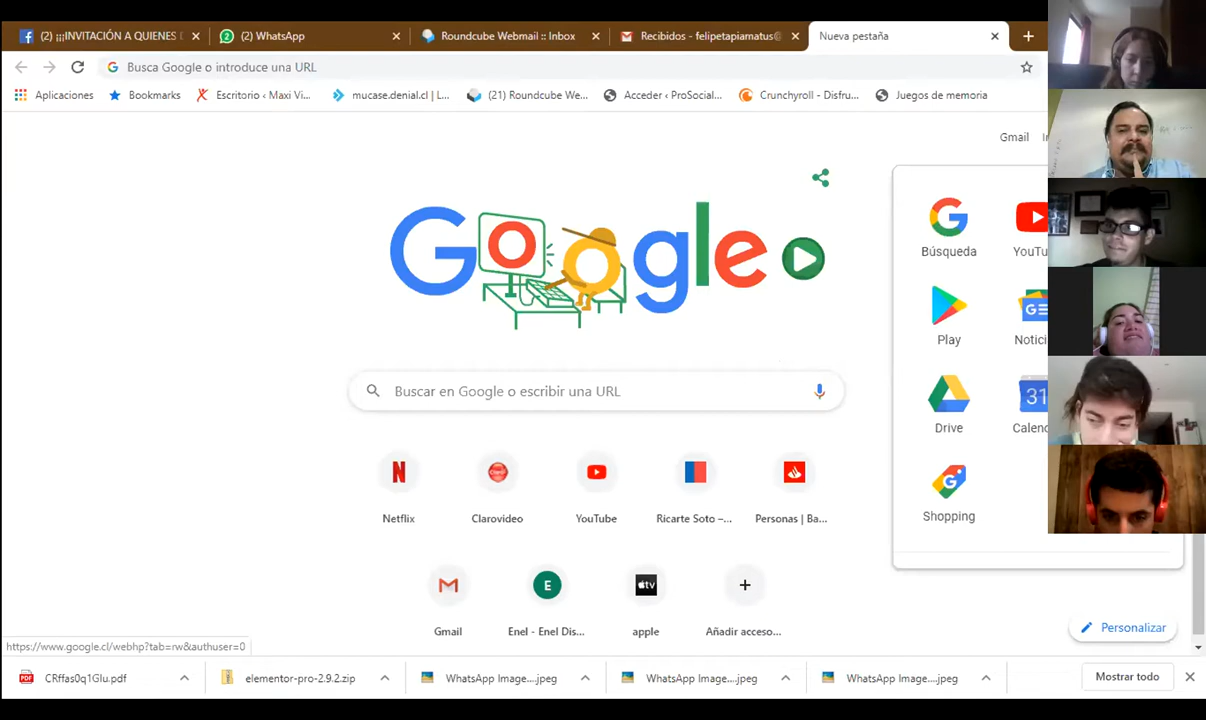 (2) ¡¡¡INVITACIÓN A QUIENES D
(2) WhatsApp
Roundcube Webmail :: Inbox
Recibidos - felipetapiamatus@
Nueva pestaña
Busca Google o introduce una URL
Aplicaciones
Bookmarks
Escritorio ‹ Maxi Vi...
mucase.denial.cl | L...
(21) Roundcube We...
Acceder ‹ ProSocial...
Crunchyroll - Disfru...
Juegos de memoria
Gmail
Google
Búsqueda
YouTu
Play
Notici
Drive
31
Calend
Shopping
Buscar en Google o escribir una URL
Netflix
Clarovideo
YouTube
Ricarte Soto –...
Personas | Ba...
tv
E
Gmail
Enel - Enel Dis...
apple
Añadir acceso...
Personalizar
https://www.google.cl/webhp?tab=rw&authuser=0
CRffas0q1Glu.pdf
elementor-pro-2.9.2.zip
WhatsApp Image....jpeg
WhatsApp Image....jpeg
WhatsApp Image....jpeg
Mostrar todo